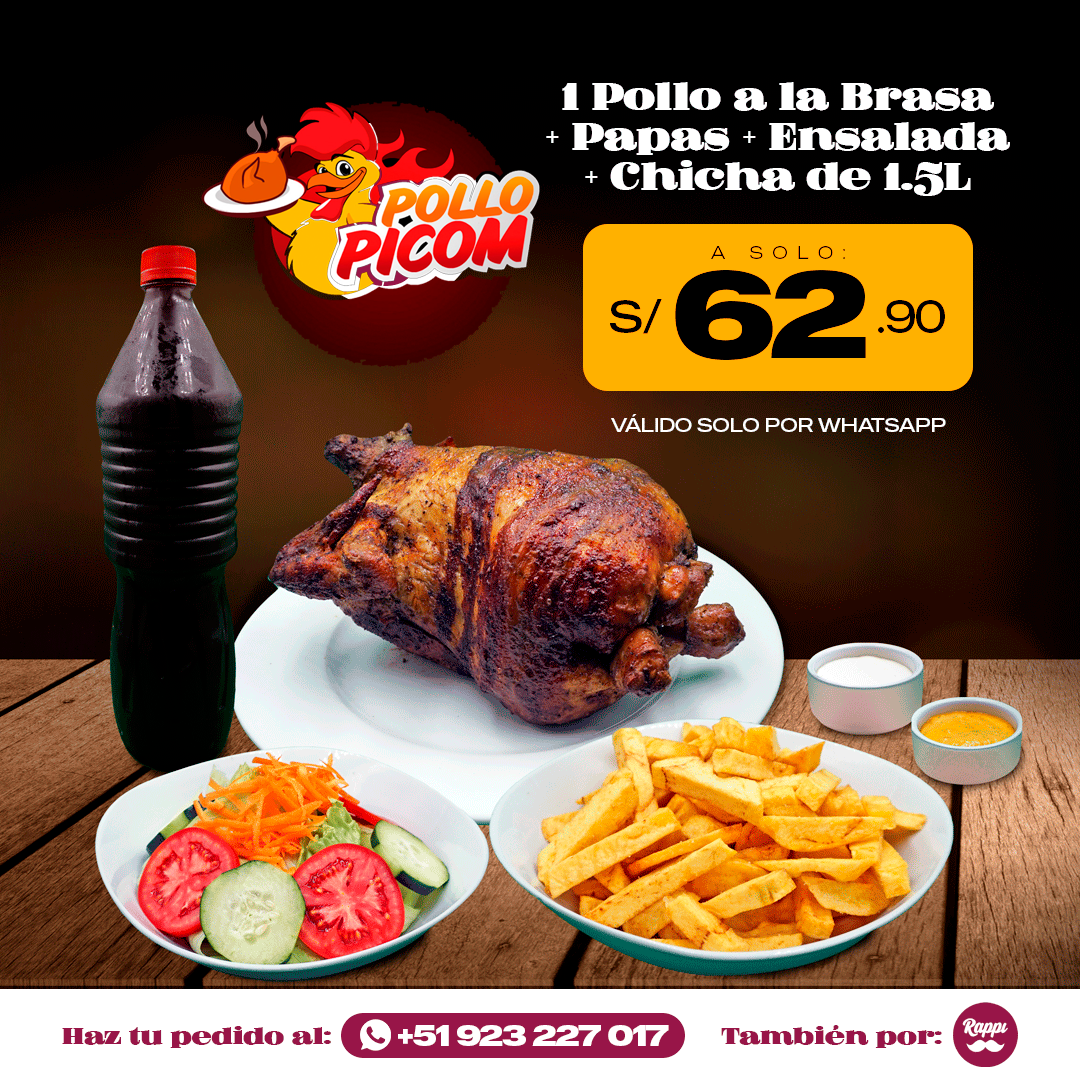 1 Pollo a la Brasa
+ Papas + Ensalada
+ Chicha de 1.5L
POLLO
PICOM
A SOLO:
S/ 62.90
VÁLIDO SOLO POR WHATSAPP
Haz tu pedido al: +51 923 227 017 También por: Rappi